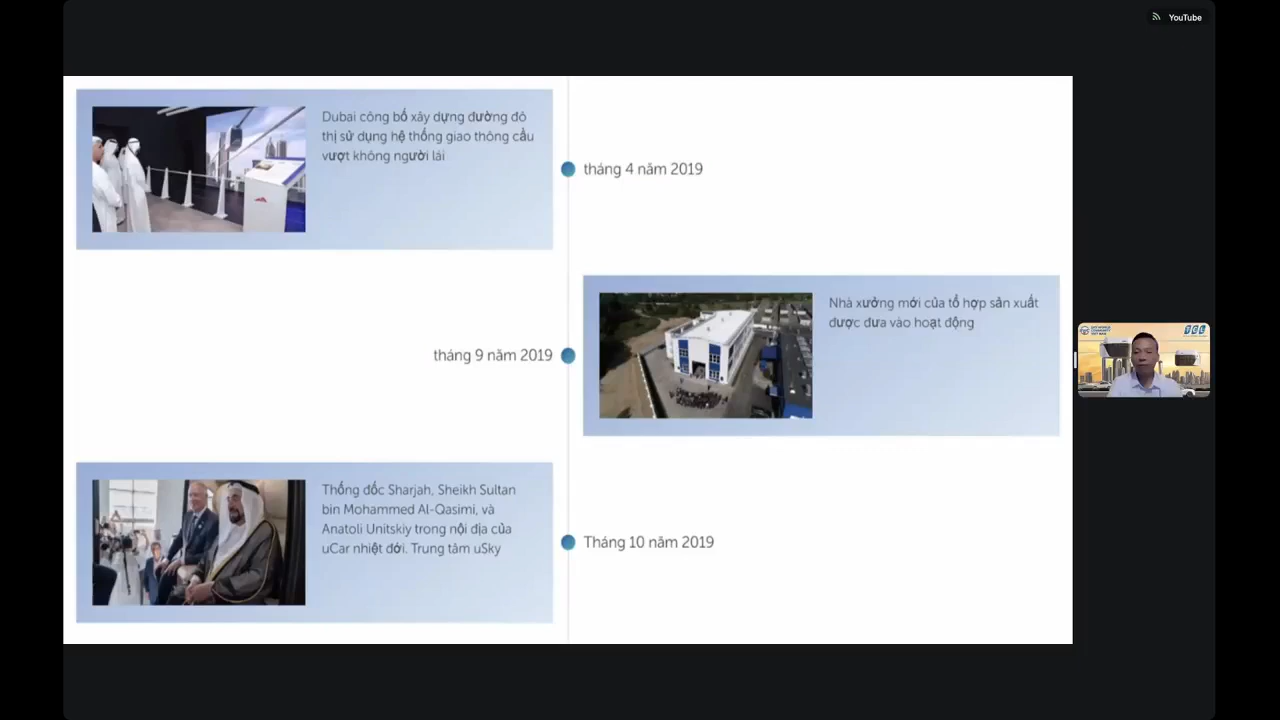 YouTube
Dubai công bố xây dựng đường đô
thị sử dụng hệ thống giao thông cầu
vượt không người lái
tháng 4 năm 2019
Nhà xưởng mới của tổ hợp sản xuất
được đưa vào hoạt động
tháng 9 năm 2019
Thống đốc Sharjah, Sheikh Sultan
bin Mohammed Al-Qasimi, và
Anatoli Unitskiy trong nội địa của
uCar nhiệt đới. Trung tâm uSky
Tháng 10 năm 2019